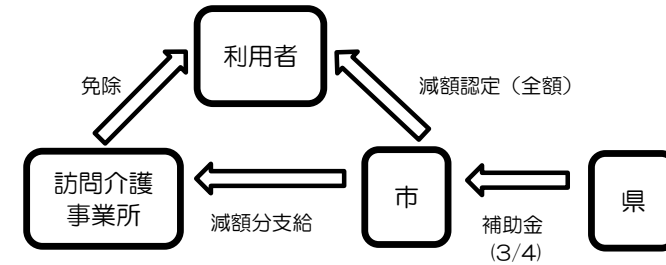 利用者
免除
減額認定（全額）
訪問介護
事業所
減額分支給
市
補助金
(3/4)
県